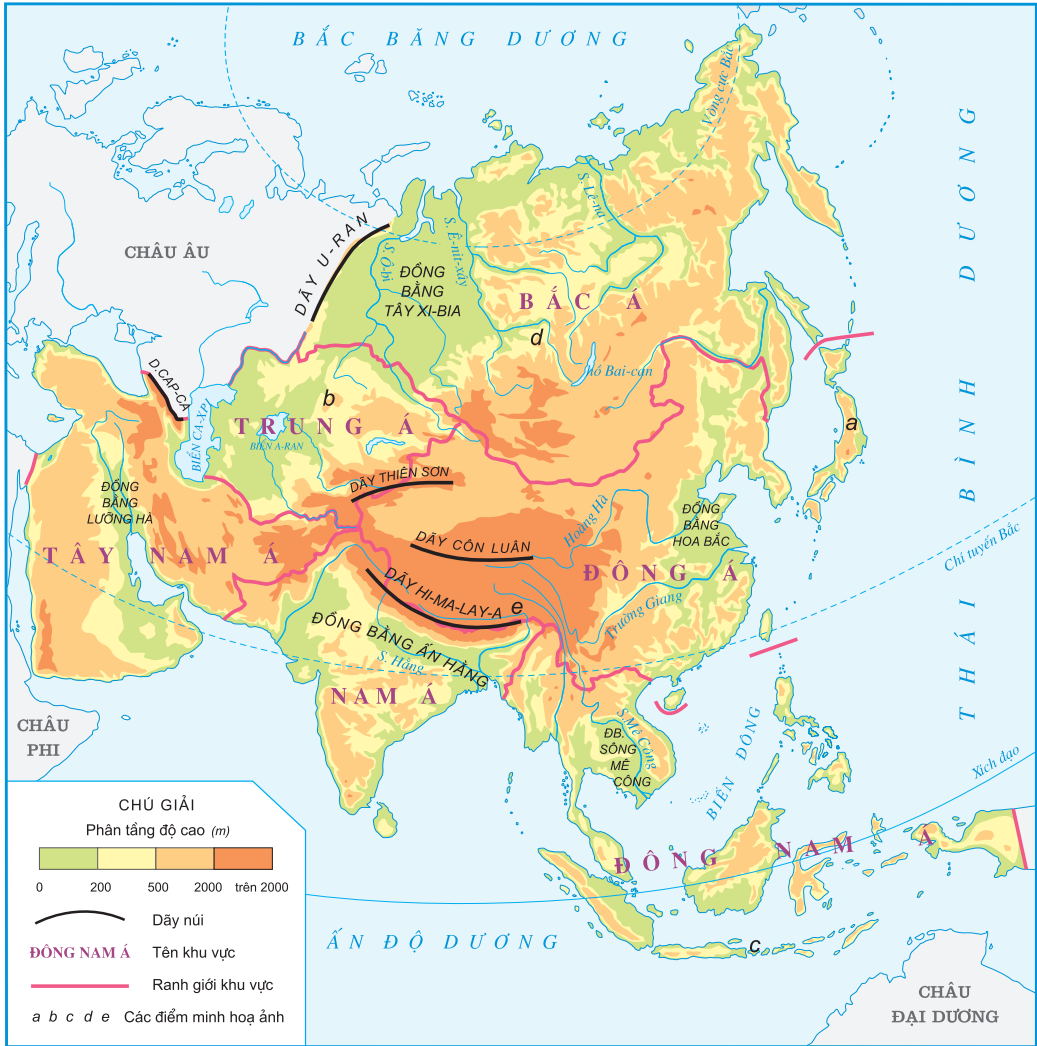 BẮC BĂNG DƯƠNG
Vòng cực Bắc
THÁI BÌNH DƯƠNG
CHÂU ÂU
DÃY U-RAN
S. Ô-bi
S. Ê-nit-xây
S. Lê-na
ĐỒNG
BẰNG
TÂY XI-BIA
BẮC Á
d
hồ Bai-can
D.CAP-CA
BIỂN CA-XPI
b
TRUNG Á
BIỂN A-RAN
a
DÃY THIÊN SƠN
ĐỒNG
BẰNG
LƯỠNG HÀ
TÂY NAM Á
DÃY CÔN LUÂN
Hoàng Hà
ĐỒNG
BẰNG
HOA BẮC
ĐÔNG Á
Chí tuyến Bắc
DÃY HI-MA-LAY-A
e
Trường Giang
ĐỒNG BẰNG ẤN HẰNG
S. Hằng
NAM Á
CHÂU
PHI
S.Mê Công
ĐB.
SÔNG
MÊ
CÔNG
BIỂN ĐÔNG
Xích đạo
ĐÔNG NAM Á
c
ẤN ĐỘ DƯƠNG
CHÂU
ĐẠI DƯƠNG
CHÚ GIẢI
Phân tầng độ cao (m)
0 200 500 2000 trên 2000
Dãy núi
ĐÔNG NAM Á Tên khu vực
Ranh giới khu vực
a b c d e Các điểm minh hoạ ảnh